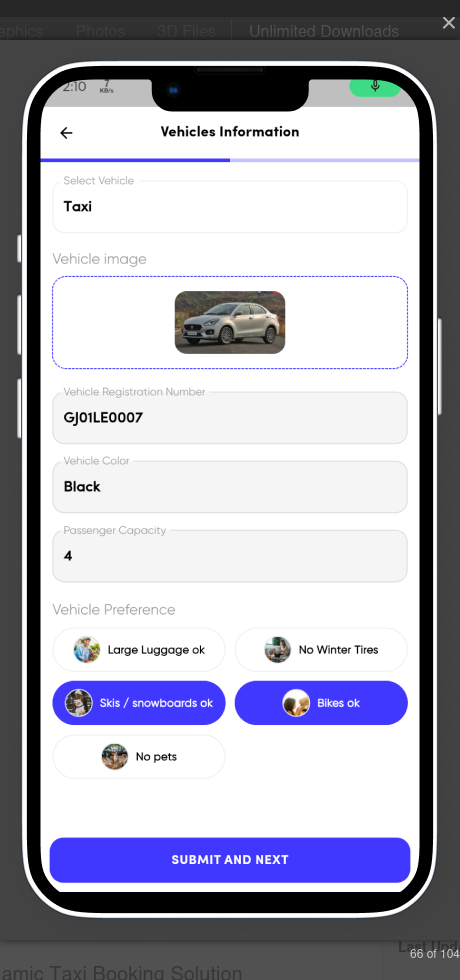 aphics Photos 3D Files Unlimited Downloads
2:10 7 KB/s
Vehicles Information
Select Vehicle
Taxi
Vehicle image
Vehicle Registration Number
GJ01LE0007
Vehicle Color
Black
Passenger Capacity
4
Vehicle Preference
Large Luggage ok No Winter Tires
Skis / snowboards ok Bikes ok
No pets
SUBMIT AND NEXT
Last Und
66 of 104
amic Taxi Booking Solution